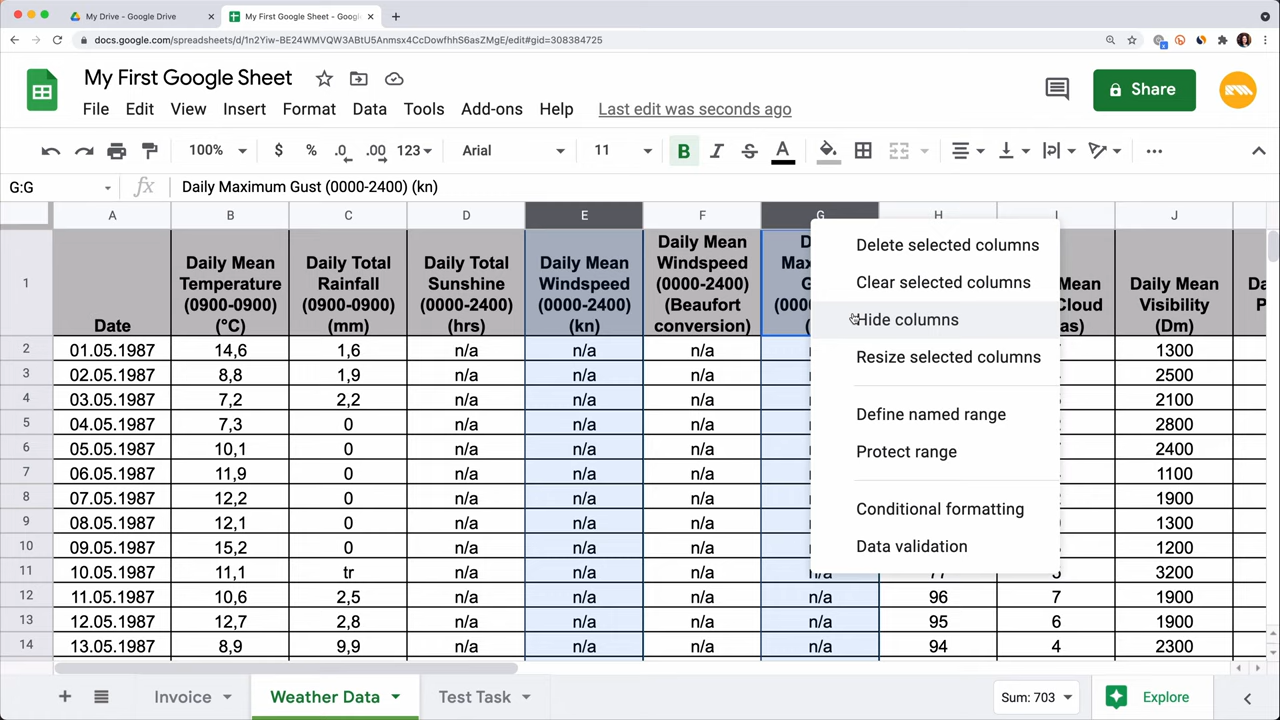 My Drive - Google Drive
My First Google Sheet - Goog
docs.google.com/spreadsheets/d/1n2Yiw-BE24WMVQW3ABtU5Anmsx4CcDowfhhS6asZMgE/edit#gid=308384725
My First Google Sheet
File Edit View Insert Format Data Tools Add-ons Help Last edit was seconds ago
Share
100% $ % .0 .00 123 Arial 11 B I S A
G:G fx Daily Maximum Gust (0000-2400) (kn)
A B C D E F G H I J
1 Date
Daily Mean Temperature (0900-0900) (°C)
Daily Total Rainfall (0900-0900) (mm)
Daily Total Sunshine (0000-2400) (hrs)
Daily Mean Windspeed (0000-2400) (kn)
Daily Mean Windspeed (0000-2400) (Beaufort conversion)
Daily Mean Visibility (Dm)
Delete selected columns
Clear selected columns
Hide columns
Resize selected columns
Define named range
Protect range
Conditional formatting
Data validation
2 01.05.1987 14,6 1,6 n/a n/a n/a 1300
3 02.05.1987 8,8 1,9 n/a n/a n/a 2500
4 03.05.1987 7,2 2,2 n/a n/a n/a 2100
5 04.05.1987 7,3 0 n/a n/a n/a 2800
6 05.05.1987 10,1 0 n/a n/a n/a 2400
7 06.05.1987 11,9 0 n/a n/a n/a 1100
8 07.05.1987 12,2 0 n/a n/a n/a 1900
9 08.05.1987 12,1 0 n/a n/a n/a 1300
10 09.05.1987 15,2 0 n/a n/a n/a 1200
11 10.05.1987 11,1 tr n/a n/a n/a n/a 3200
12 11.05.1987 10,6 2,5 n/a n/a n/a n/a 96 7 1900
13 12.05.1987 12,7 2,8 n/a n/a n/a n/a 95 6 1900
14 13.05.1987 8,9 9,9 n/a n/a n/a n/a 94 4 2300
Invoice Weather Data Test Task Sum: 703 Explore